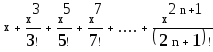 x + x^3/3! + x^5/5! + x^7/7! + .... + x^(2n+1)/(2n+1)!